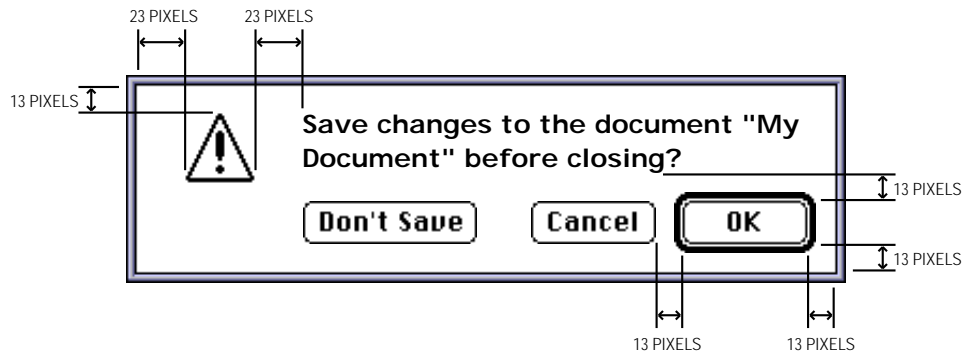 23 PIXELS 23 PIXELS
13 PIXELS
Save changes to the document "My
Document" before closing?
13 PIXELS
Don't Save Cancel OK
13 PIXELS
13 PIXELS 13 PIXELS